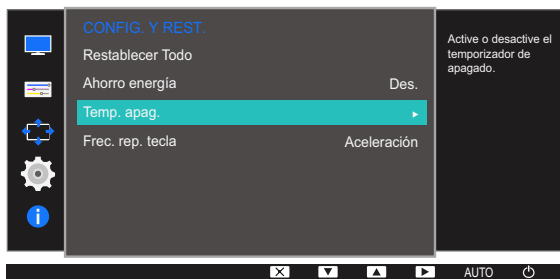 CONFIG. Y REST.
Restablecer Todo
Ahorro energía Des.
Temp. apag.
Frec. rep. tecla Aceleración
Active o desactive el
temporizador de
apagado.
AUTO